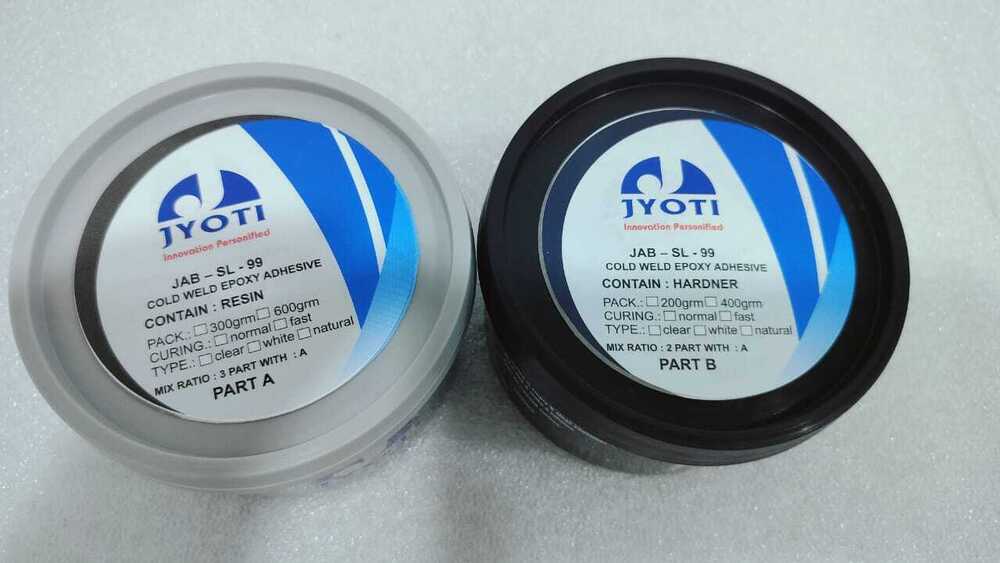 JYOTI
Innovation Personified
JAB – SL - 99
COLD WELD EPOXY ADHESIVE
CONTAIN : RESIN
PACK.: 300grm 600grm
CURING.: normal fast
TYPE.: clear white natural
MIX RATIO : 3 PART WITH : A
PART A
JYOTI
Innovation Personified
JAB – SL - 99
COLD WELD EPOXY ADHESIVE
CONTAIN : HARDNER
PACK.: 200grm 400grm
CURING.: normal fast
TYPE.: clear white natural
MIX RATIO : 2 PART WITH : A
PART B